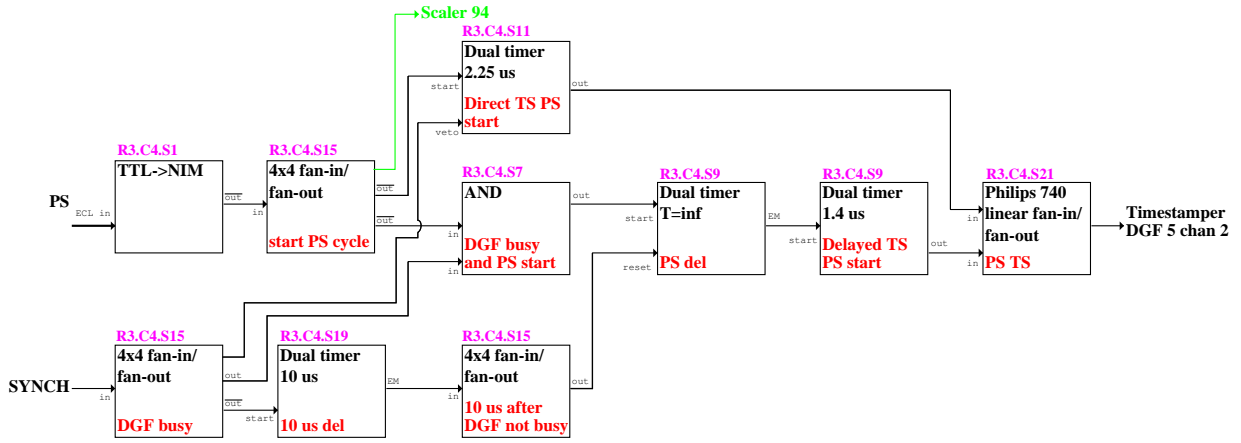 Scaler 94
R3.C4.S11
Dual timer
2.25 us
Direct TS PS
start
start
veto
out
R3.C4.S1
TTL->NIM
PS
ECL in
out
R3.C4.S15
4x4 fan-in/
fan-out
start PS cycle
in
out
out
R3.C4.S7
AND
DGF busy
and PS start
in
in
out
R3.C4.S9
Dual timer
T=inf
PS del
start
reset
EM
R3.C4.S9
Dual timer
1.4 us
Delayed TS
PS start
start
out
R3.C4.S21
Philips 740
linear fan-in/
fan-out
PS TS
in
in
Timestamper
DGF 5 chan 2
R3.C4.S15
4x4 fan-in/
fan-out
DGF busy
SYNCH
in
out
out
R3.C4.S19
Dual timer
10 us
10 us del
start
EM
R3.C4.S15
4x4 fan-out
fan-out
10 us after
DGF not busy
in
out